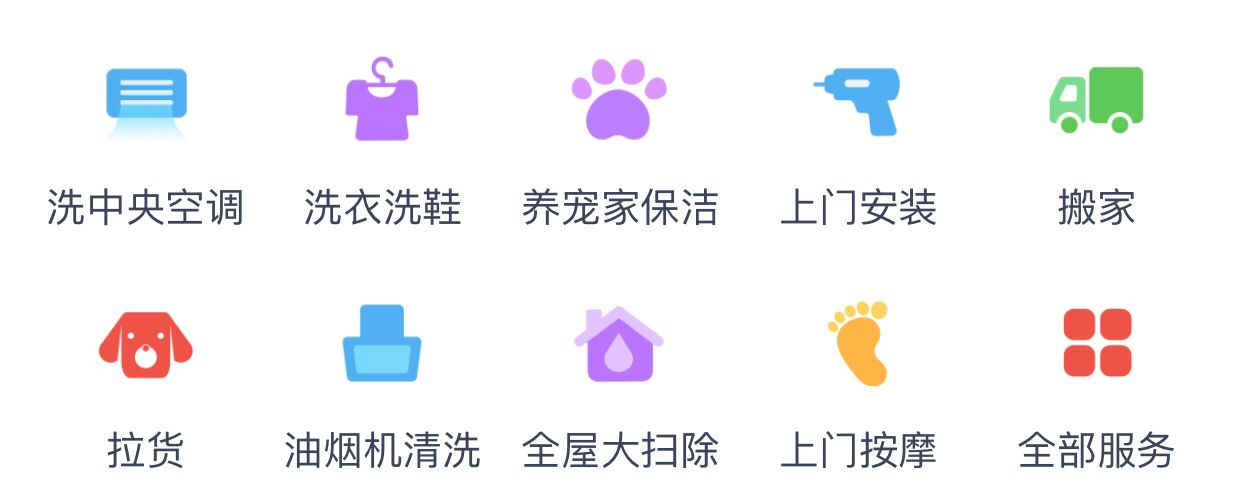 洗中央空调
洗衣洗鞋
养宠家保洁
上门安装
搬家
拉货
油烟机清洗
全屋大扫除
上门按摩
全部服务